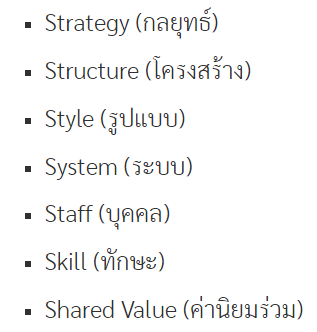 ▪ Strategy (กลยุทธ์)
▪ Structure (โครงสร้าง)
▪ Style (รูปแบบ)
▪ System (ระบบ)
▪ Staff (บุคคล)
▪ Skill (ทักษะ)
▪ Shared Value (ค่านิยมร่วม)